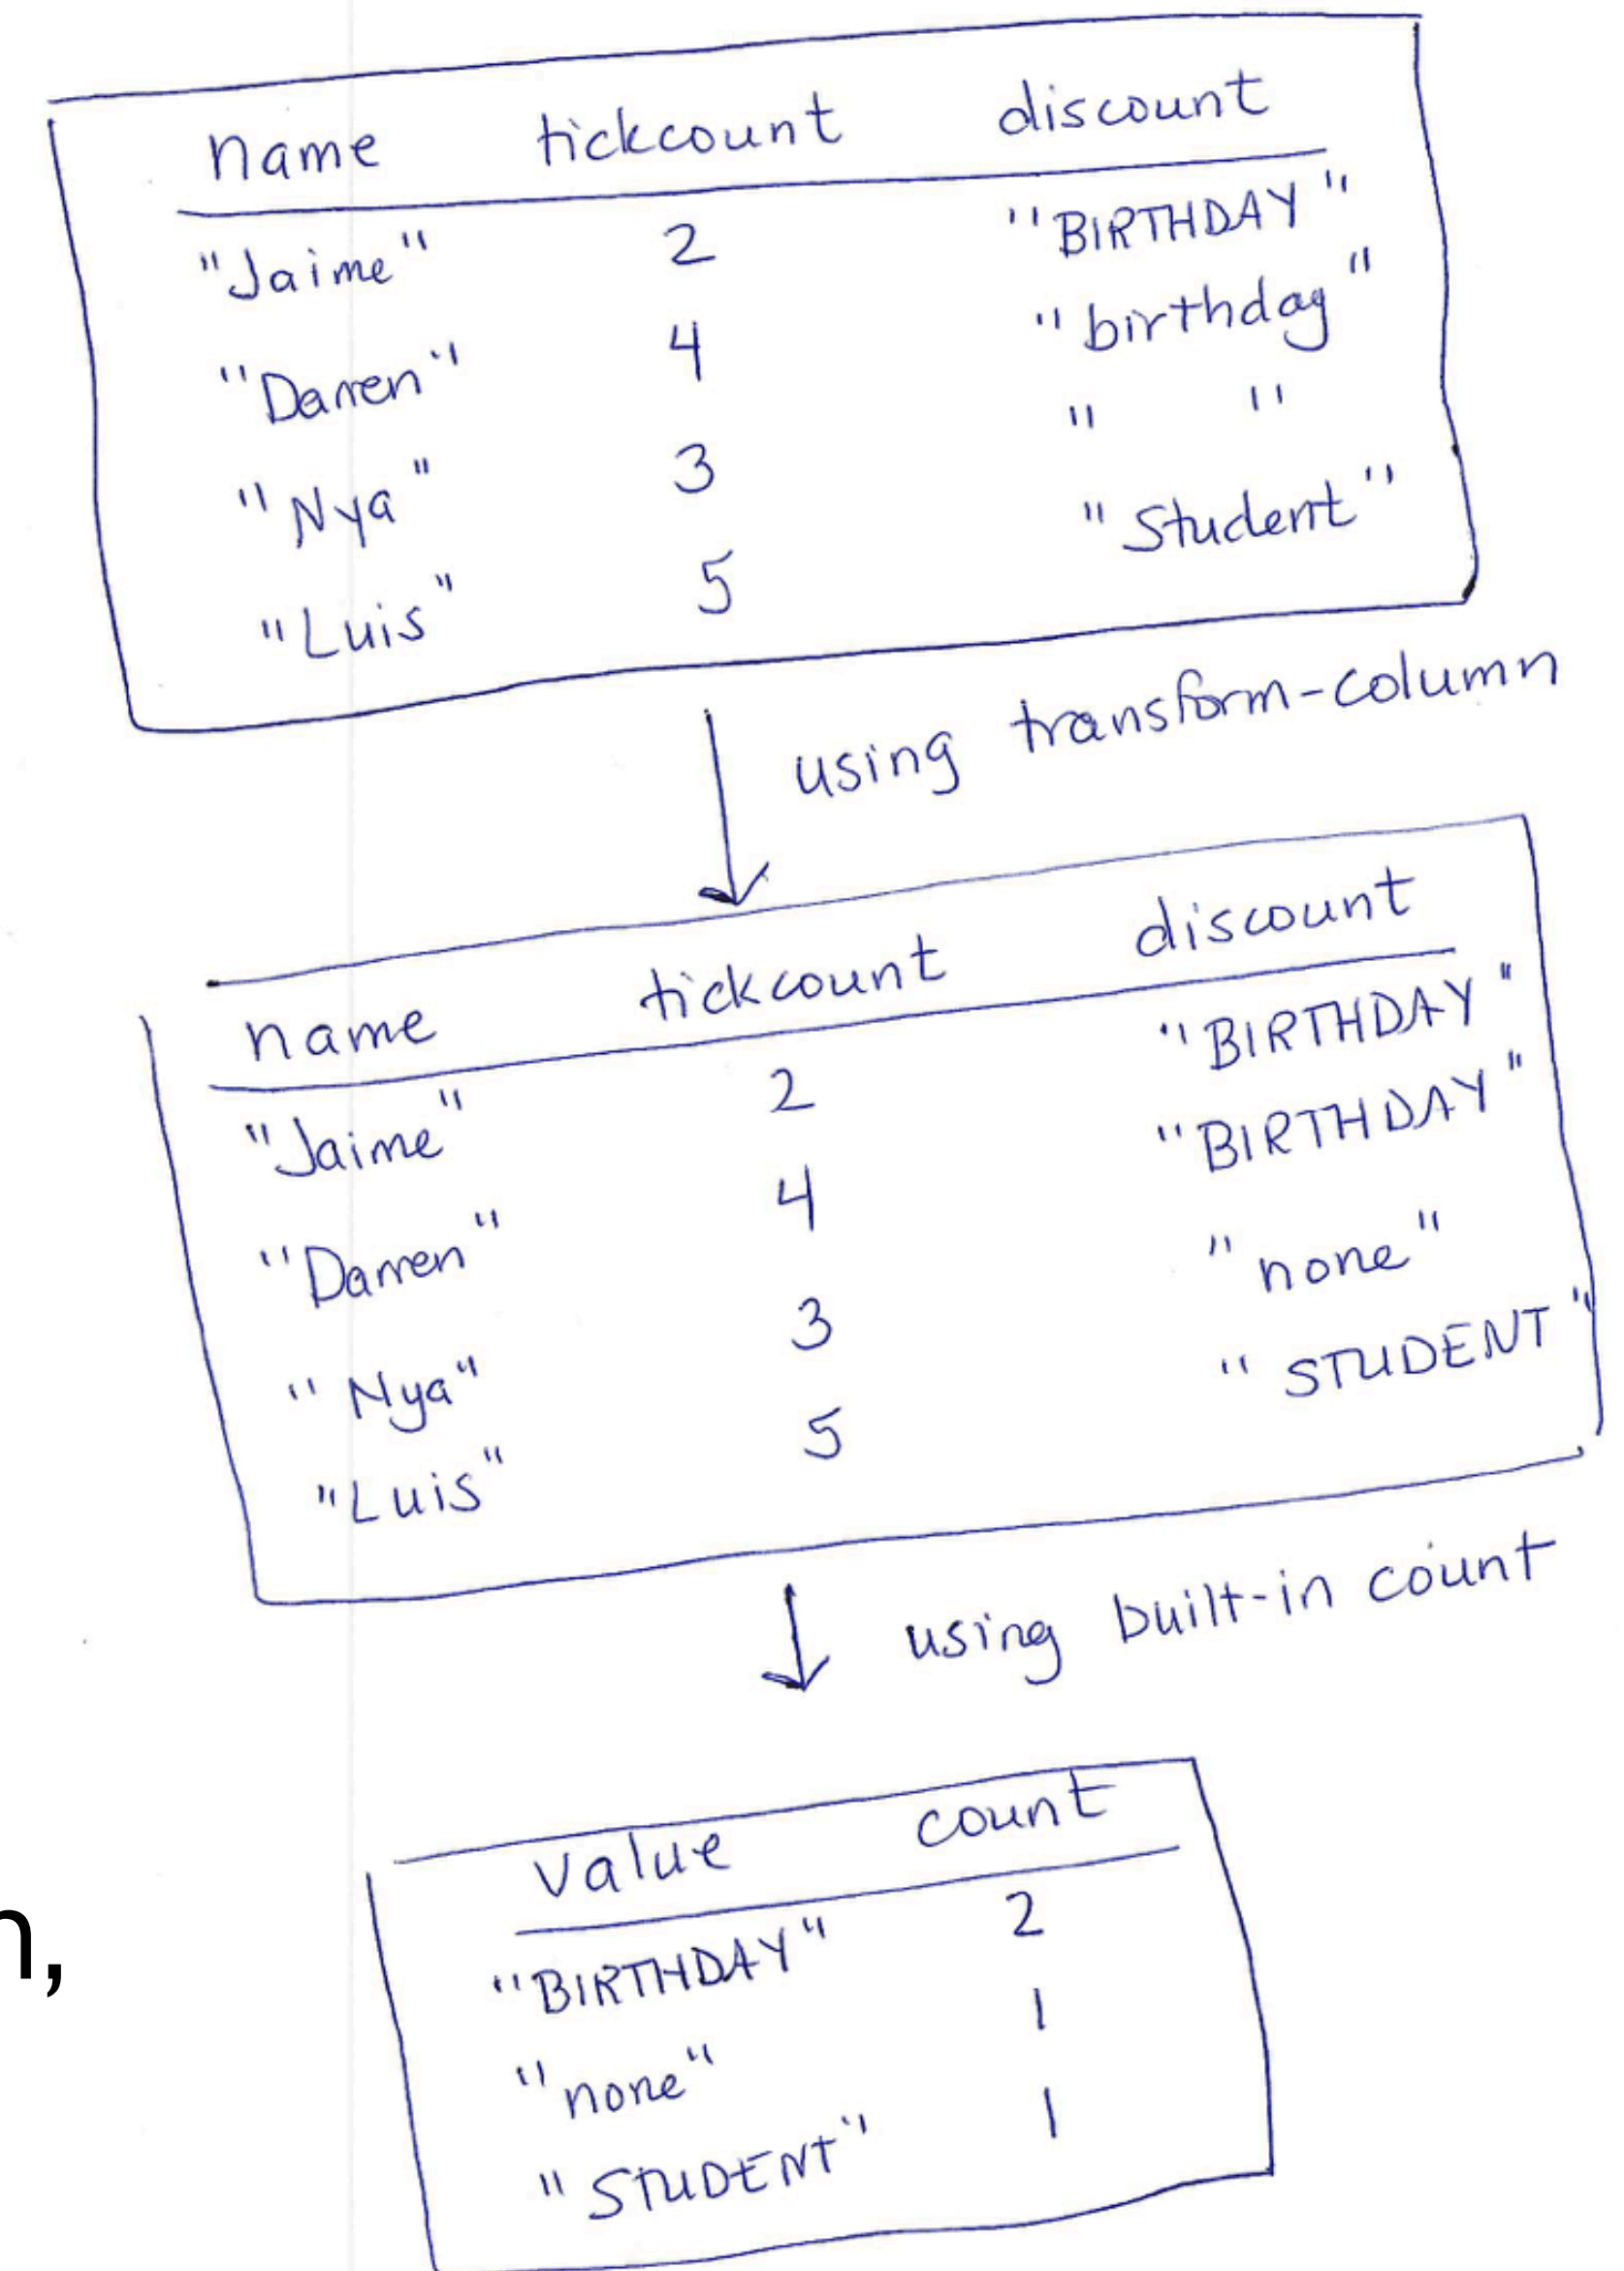 name tickcount discount
"Jaime" 2 "BIRTHDAY"
"Darren" 4 "birthday"
"Nya" 3 " "
"Luis" 5 "Student"
using transform-column
name tickcount discount
"Jaime" 2 "BIRTHDAY"
"Darren" 4 "BIRTHDAY"
"Nya" 3 "none"
"Luis" 5 "STUDENT"
using built-in count
value count
"BIRTHDAY" 2
n,
"none" 1
"STUDENT" 1